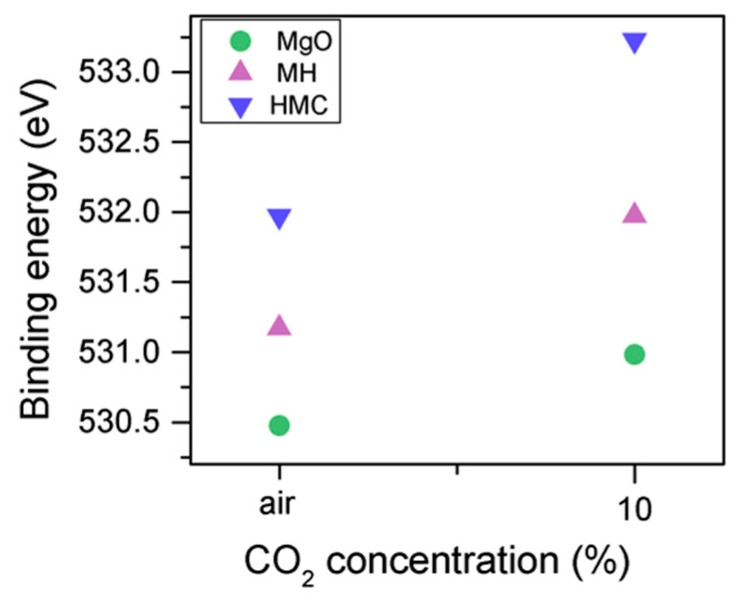 MgO
MH
HMC
533.0
532.5
532.0
531.5
531.0
530.5
Binding energy (eV)
air
10
CO₂ concentration (%)